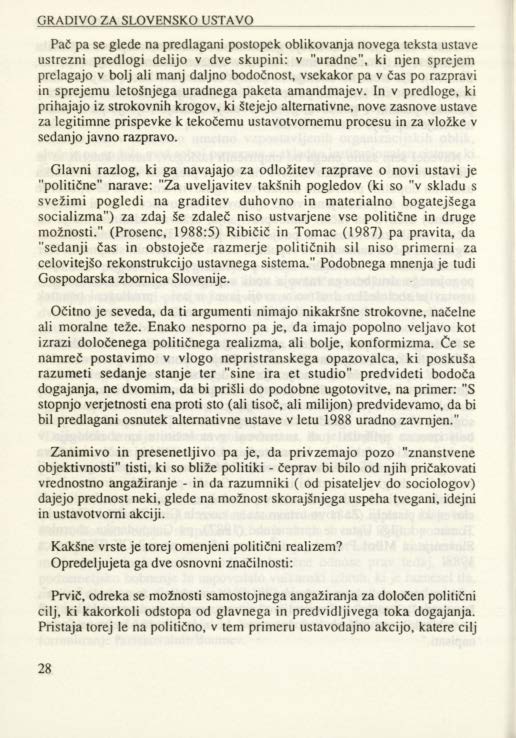 GRADIVO ZA SLOVENSKO USTAVO
Pač pa se glede na predlagani postopek oblikovanja novega teksta ustave
ustrezni predlogi delijo v dve skupini: v "uradne", ki njen sprejem
prelagajo v bolj ali manj daljno bodočnost, vsekakor pa v čas po razpravi
in sprejemu letošnjega uradnega paketa amandmajev. In v predloge, ki
prihajajo iz strokovnih krogov, ki štejejo alternativne, nove zasnove ustave
za legitimne prispevke k tekočemu ustavotvornemu procesu in za vložke v
sedanjo javno razpravo.
Glavni razlog, ki ga navajajo za odložitev razprave o novi ustavi je
"politične" narave: "Za uveljavitev takšnih pogledov (ki so "v skladu s
svežimi pogledi na graditev duhovno in materialno bogatejšega
socializma") za zdaj še zdaleč niso ustvarjene vse politične in druge
možnosti." (Prosenc, 1988:5) Ribičič in Tomac (1987) pa pravita, da
"sedanji čas in obstoječe razmerje političnih sil niso primerni za
celovitejšo rekonstrukcijo ustavnega sistema." Podobnega mnenja je tudi
Gospodarska zbornica Slovenije.
Očitno je seveda, da ti argumenti nimajo nikakršne strokovne, načelne
ali moralne teže. Enako nesporno pa je, da imajo popolno veljavo kot
izrazi določenega političnega realizma, ali bolje, konformizma. Če se
namreč postavimo v vlogo nepristranskega opazovalca, ki poskuša
razumeti sedanje stanje ter "sine ira et studio" predvideti bodoča
dogajanja, ne dvomim, da bi prišli do podobne ugotovitve, na primer: "S
stopnjo verjetnosti ena proti sto (ali tisoč, ali milijon) predvidevamo, da bi
bil predlagani osnutek alternativne ustave v letu 1988 uradno zavrnjen."
Zanimivo in presenetljivo pa je, da privzemajo pozo "znanstvene
objektivnosti" tisti, ki so bliže politiki - čeprav bi bilo od njih pričakovati
vrednostno angažiranje - in da razumniki ( od pisateljev do sociologov)
dajejo prednost neki, glede na možnost skorajšnjega uspeha tvegani, idejni
in ustavotvorni akciji.
Kakšne vrste je torej omenjeni politični realizem?
Opredeljujeta ga dve osnovni značilnosti:
Prvič, odreka se možnosti samostojnega angažiranja za določen politični
cilj, ki kakorkoli odstopa od glavnega in predvidljivega toka dogajanja.
Pristaja torej le na politično, v tem primeru ustavodajno akcijo, katere cilj
28